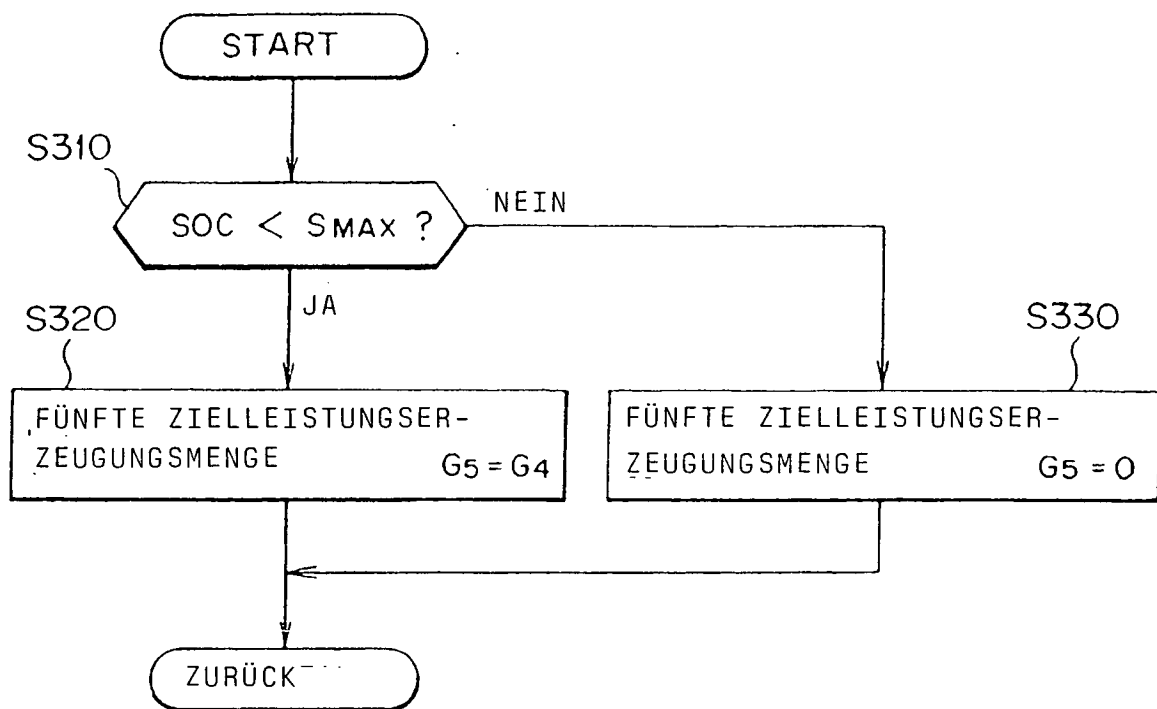 START
S310
SOC < SMAX ?
NEIN
JA
S320
S330
FÜNFTE ZIELLEISTUNGSER-
ZEUGUNGSMENGE G5 = G4
FÜNFTE ZIELLEISTUNGSER-
ZEUGUNGSMENGE G5 = 0
ZURÜCK